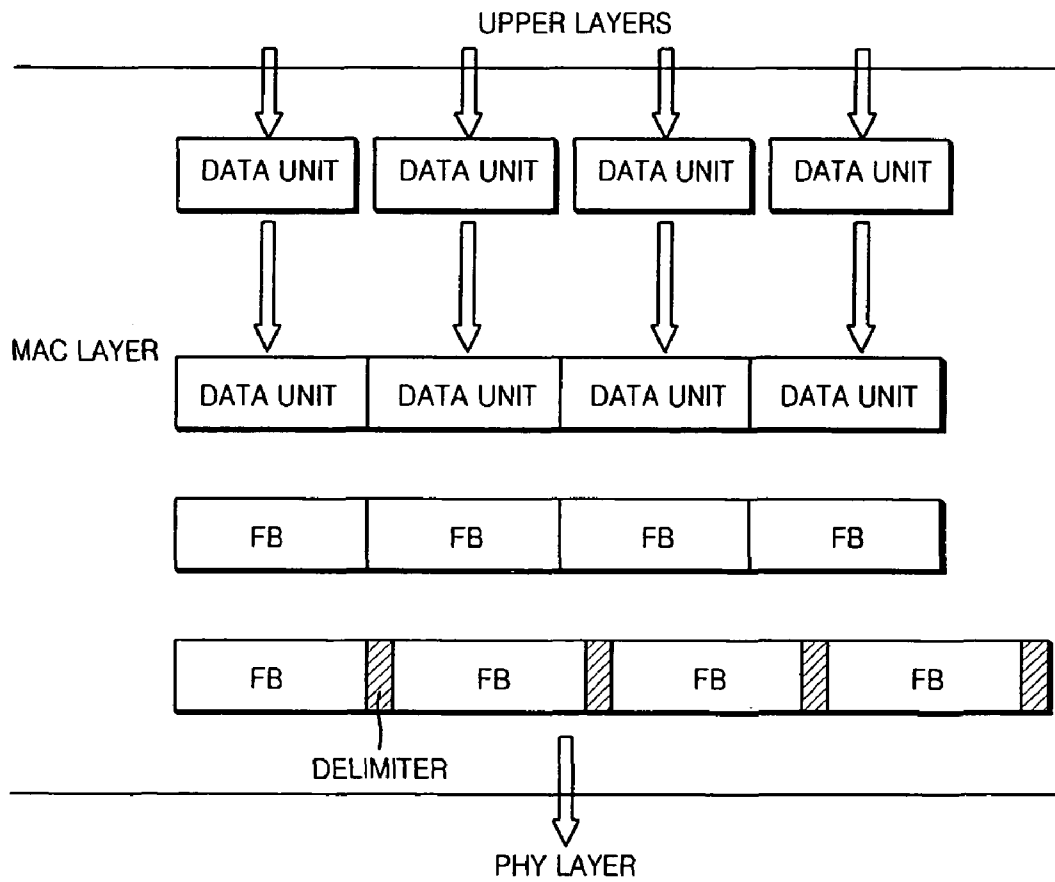 UPPER LAYERS
DATA UNIT DATA UNIT DATA UNIT DATA UNIT
MAC LAYER
DATA UNIT DATA UNIT DATA UNIT DATA UNIT
FB FB FB FB
FB FB FB FB
DELIMITER
PHY LAYER